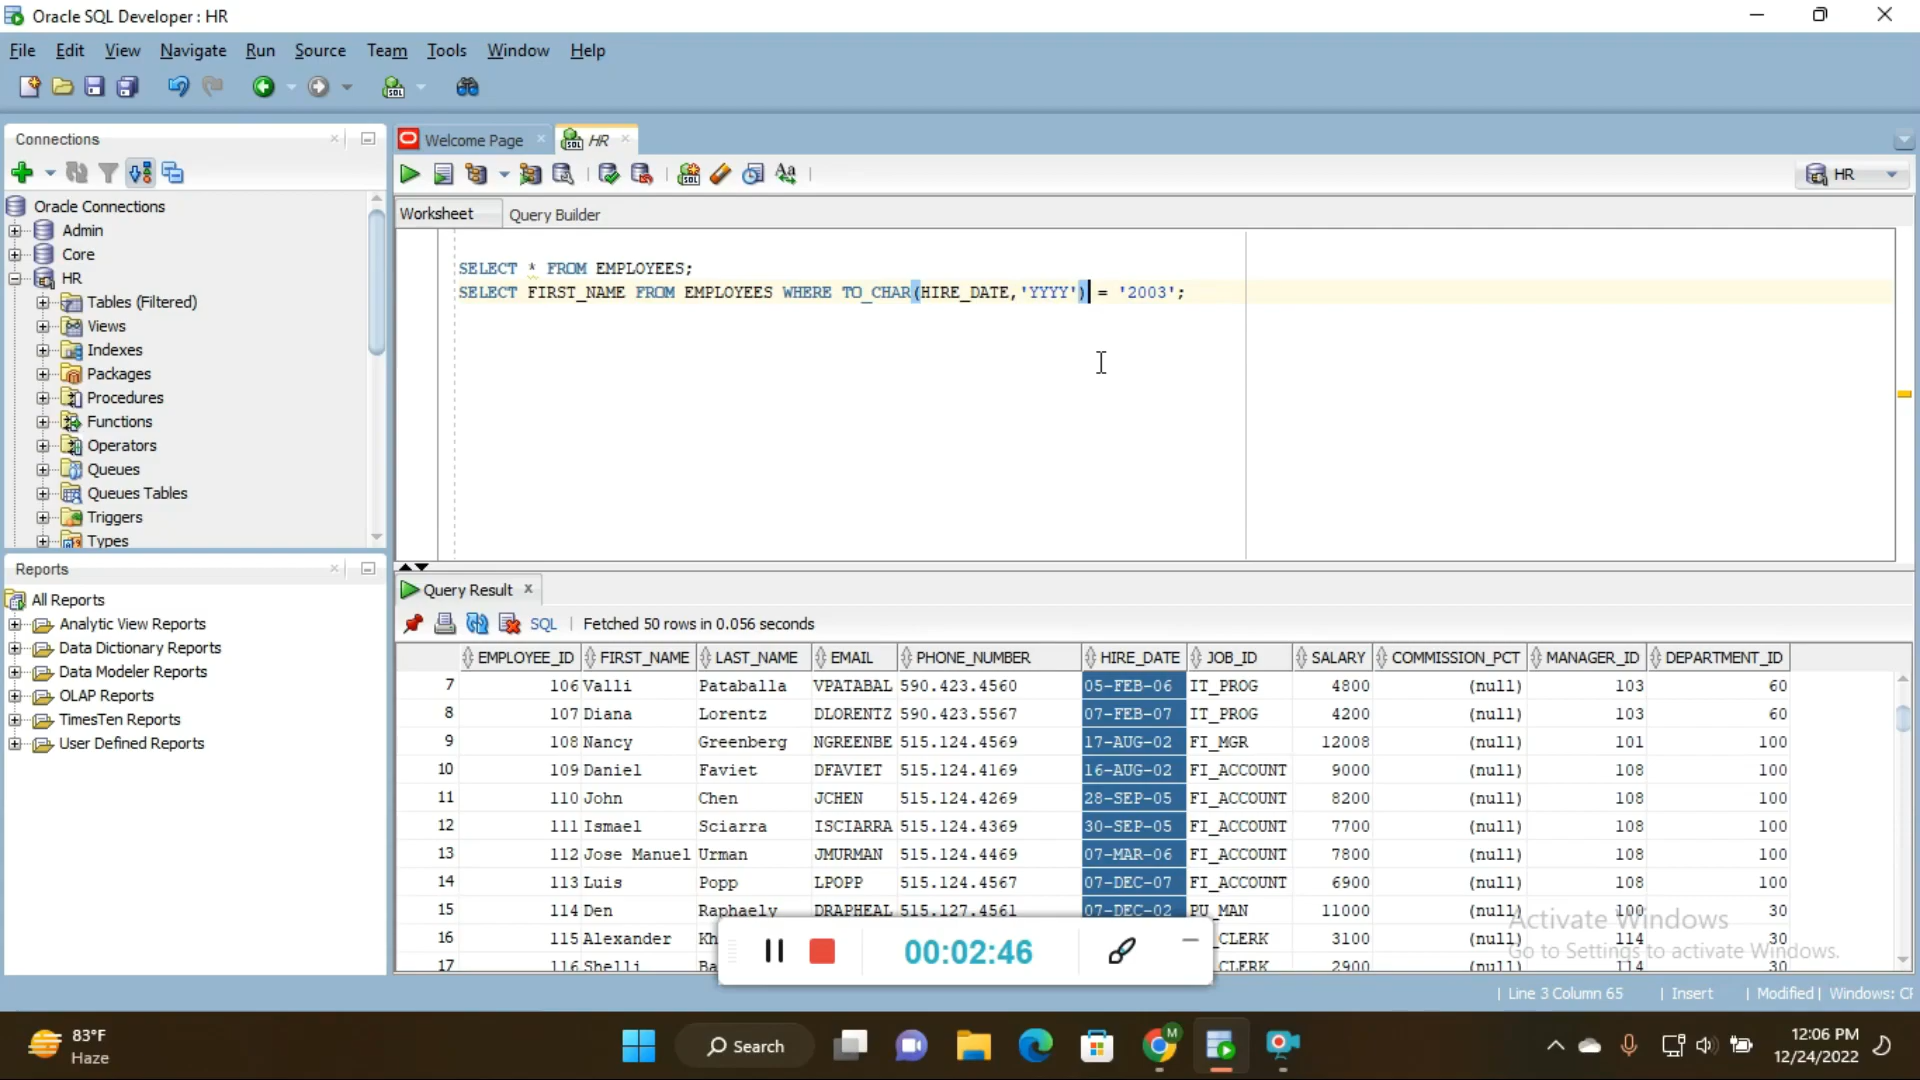 Oracle SQL Developer : HR
File Edit View Navigate Run Source Team Tools Window Help
Connections
Welcome Page
HR
HR
Oracle Connections
Admin
Core
HR
Tables (Filtered)
Views
Indexes
Packages
Procedures
Functions
Operators
Queues
Queues Tables
Triggers
Types
Worksheet Query Builder
SELECT * FROM EMPLOYEES;
SELECT FIRST_NAME FROM EMPLOYEES WHERE TO_CHAR(HIRE_DATE,'YYYY') = '2003';
Reports
All Reports
Analytic View Reports
Data Dictionary Reports
Data Modeler Reports
OLAP Reports
TimesTen Reports
User Defined Reports
Query Result
SQL Fetched 50 rows in 0.056 seconds
EMPLOYEE_ID FIRST_NAME LAST_NAME EMAIL PHONE_NUMBER HIRE_DATE JOB_ID SALARY COMMISSION_PCT MANAGER_ID DEPARTMENT_ID
7 106 Valli Pataballa VPATABAL 590.423.4560 05-FEB-06 IT_PROG 4800 (null) 103 60
8 107 Diana Lorentz DLORENTZ 590.423.5567 07-FEB-07 IT_PROG 4200 (null) 103 60
9 108 Nancy Greenberg NGREENBE 515.124.4569 17-AUG-02 FI_MGR 12008 (null) 101 100
10 109 Daniel Faviet DFAVIET 515.124.4169 16-AUG-02 FI_ACCOUNT 9000 (null) 108 100
11 110 John Chen JCHEN 515.124.4269 28-SEP-05 FI_ACCOUNT 8200 (null) 108 100
12 111 Ismael Sciarra ISCIARRA 515.124.4369 30-SEP-05 FI_ACCOUNT 7700 (null) 108 100
13 112 Jose Manuel Urman JMURMAN 515.124.4469 07-MAR-06 FI_ACCOUNT 7800 (null) 108 100
14 113 Luis Popp LPOPP 515.124.4567 07-DEC-07 FI_ACCOUNT 6900 (null) 108 100
15 114 Den Raphaely DRAPHEAL 515.127.4561 07-DEC-02 PU_MAN 11000 (null) 100 30
16 115 Alexander Kh _CLERK 3100 (null) 114 30
17 116 Shelli Ba _CLERK 2900 (null) 114 30
Activate Windows
Go to Settings to activate Windows.
00:02:46
Line 3 Column 65 Insert Modified Windows: CF
83°F
Haze
Search
M
12:06 PM
12/24/2022